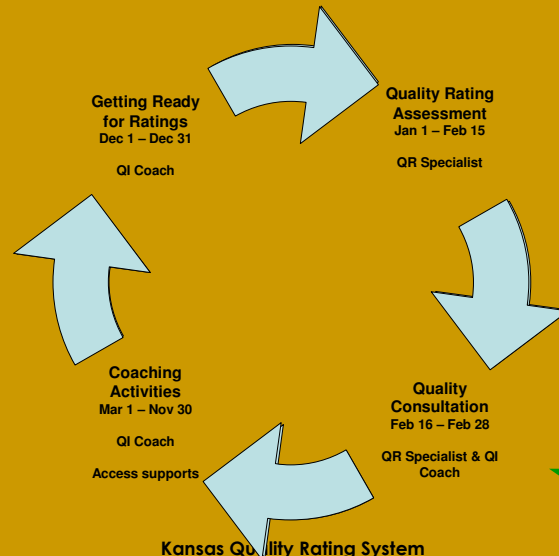 Getting Ready
for Ratings
Dec 1 – Dec 31
QI Coach
Quality Rating
Assessment
Jan 1 – Feb 15
QR Specialist
Quality
Consultation
Feb 16 – Feb 28
QR Specialist & QI
Coach
Coaching
Activities
Mar 1 – Nov 30
QI Coach
Access supports
Kansas Quality Rating System